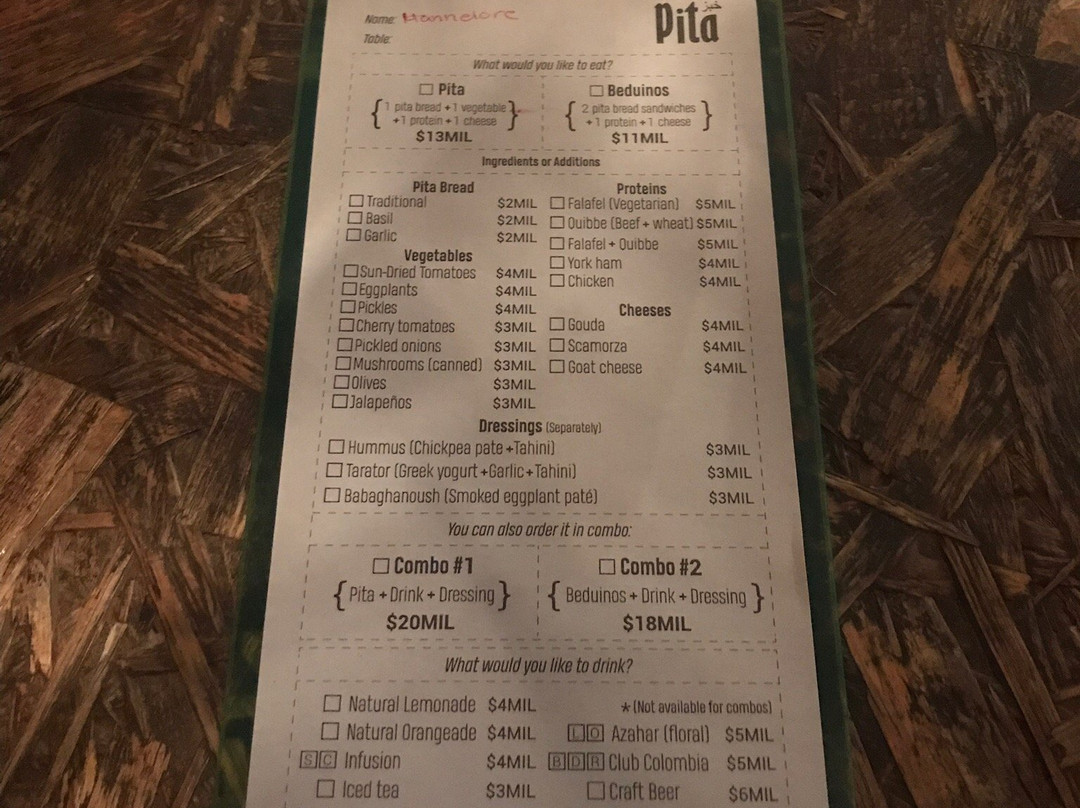 Name: Hannelore
خبز
Pita
Table:
What would you like to eat?
☐ Pita
{1 pita bread + 1 vegetable
+ 1 protein + 1 cheese}
$13MIL
☐ Beduinos
{2 pita bread sandwiches
+ 1 protein + 1 cheese}
$11MIL
Ingredients or Additions
Pita Bread
☐ Traditional $2MIL
☐ Basil $2MIL
☐ Garlic $2MIL
Vegetables
☐ Sun-Dried Tomatoes $4MIL
☐ Eggplants $4MIL
☐ Pickles $4MIL
☐ Cherry tomatoes $3MIL
☐ Pickled onions $3MIL
☐ Mushrooms (canned) $3MIL
☐ Olives $3MIL
☐ Jalapeños $3MIL
Proteins
☐ Falafel (Vegetarian) $5MIL
☐ Quibbe (Beef + wheat) $5MIL
☐ Falafel + Quibbe $5MIL
☐ York ham $4MIL
☐ Chicken $4MIL
Cheeses
☐ Gouda $4MIL
☐ Scamorza $4MIL
☐ Goat cheese $4MIL
Dressings (Separately)
☐ Hummus (Chickpea pate +Tahini) $3MIL
☐ Tarator (Greek yogurt +Garlic +Tahini) $3MIL
☐ Babaghanoush (Smoked eggplant paté) $3MIL
You can also order it in combo:
☐ Combo #1
{Pita + Drink + Dressing}
$20MIL
☐ Combo #2
{Beduinos + Drink + Dressing}
$18MIL
What would you like to drink?
☐ Natural Lemonade $4MIL
☐ Natural Orangeade $4MIL
S C Infusion $4MIL
☐ Iced tea $3MIL
* (Not available for combos)
L O Azahar (floral) $5MIL
B D R Club Colombia $5MIL
☐ Craft Beer $6MIL